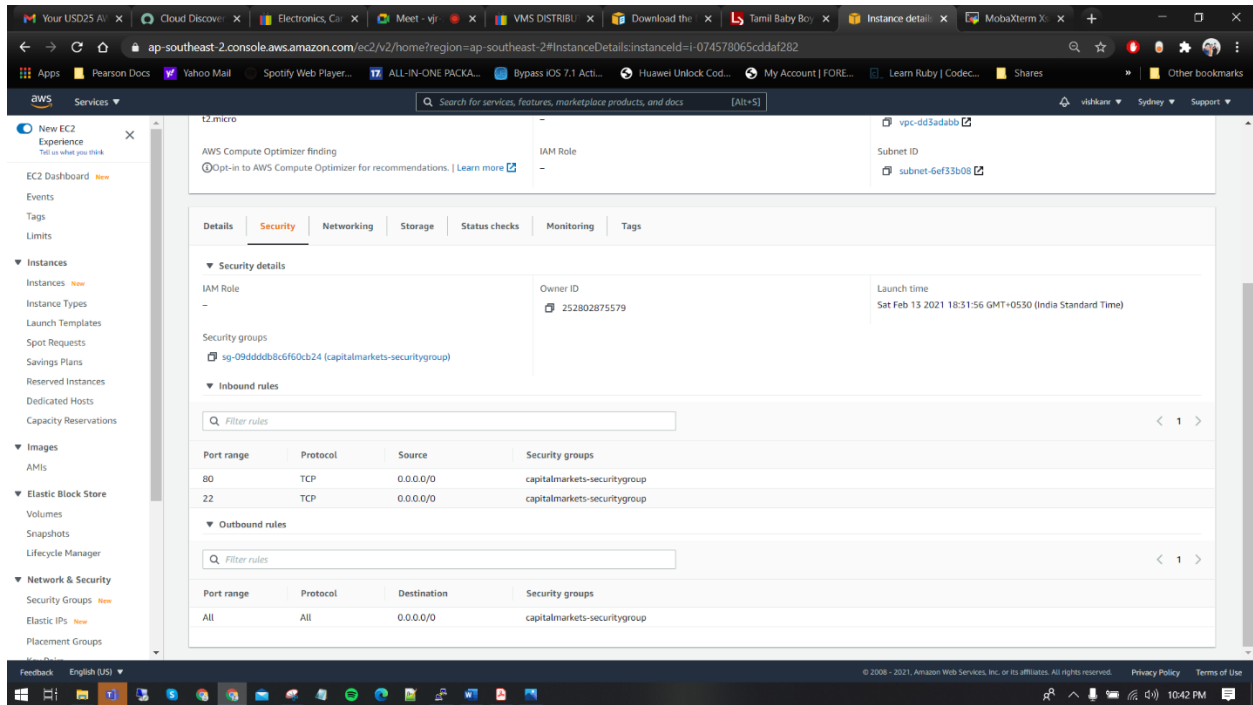 Your USD25 AV
Cloud Discover
Electronics, Car
Meet - vjr-
VMS DISTRIBUT
Download the
Tamil Baby Boy
Instance details
MobaXterm Xs
ap-southeast-2.console.aws.amazon.com/ec2/v2/home?region=ap-southeast-2#InstanceDetails:instanceId=i-074578065cddaf282
Apps Pearson Docs Yahoo Mail Spotify Web Player... ALL-IN-ONE PACKA... Bypass iOS 7.1 Acti... Huawei Unlock Cod... My Account | FORE... Learn Ruby | Codec... Shares » Other bookmarks
aws Services ▼ Search for services, features, marketplace products, and docs [Alt+S] vishkanr ▼ Sydney ▼ Support ▼
New EC2
Experience
Tell us what you think
EC2 Dashboard New
Events
Tags
Limits
Instances
Instances New
Instance Types
Launch Templates
Spot Requests
Savings Plans
Reserved Instances
Dedicated Hosts
Capacity Reservations
Images
AMIs
Elastic Block Store
Volumes
Snapshots
Lifecycle Manager
Network & Security
Security Groups New
Elastic IPs New
Placement Groups
Key Pairs
t2.micro – vpc-dd3adabb
AWS Compute Optimizer finding IAM Role Subnet ID
Opt-in to AWS Compute Optimizer for recommendations. | Learn more – subnet-6ef33b08
Details Security Networking Storage Status checks Monitoring Tags
▼ Security details
IAM Role Owner ID Launch time
– 252802875579 Sat Feb 13 2021 18:31:56 GMT+0530 (India Standard Time)
Security groups
sg-09ddddb8c6f60cb24 (capitalmarkets-securitygroup)
▼ Inbound rules
Filter rules < 1 >
Port range Protocol Source Security groups
80 TCP 0.0.0.0/0 capitalmarkets-securitygroup
22 TCP 0.0.0.0/0 capitalmarkets-securitygroup
▼ Outbound rules
Filter rules < 1 >
Port range Protocol Destination Security groups
All All 0.0.0.0/0 capitalmarkets-securitygroup
Feedback English (US) ▼ © 2008 - 2021, Amazon Web Services, Inc. or its affiliates. All rights reserved. Privacy Policy Terms of Use
10:42 PM